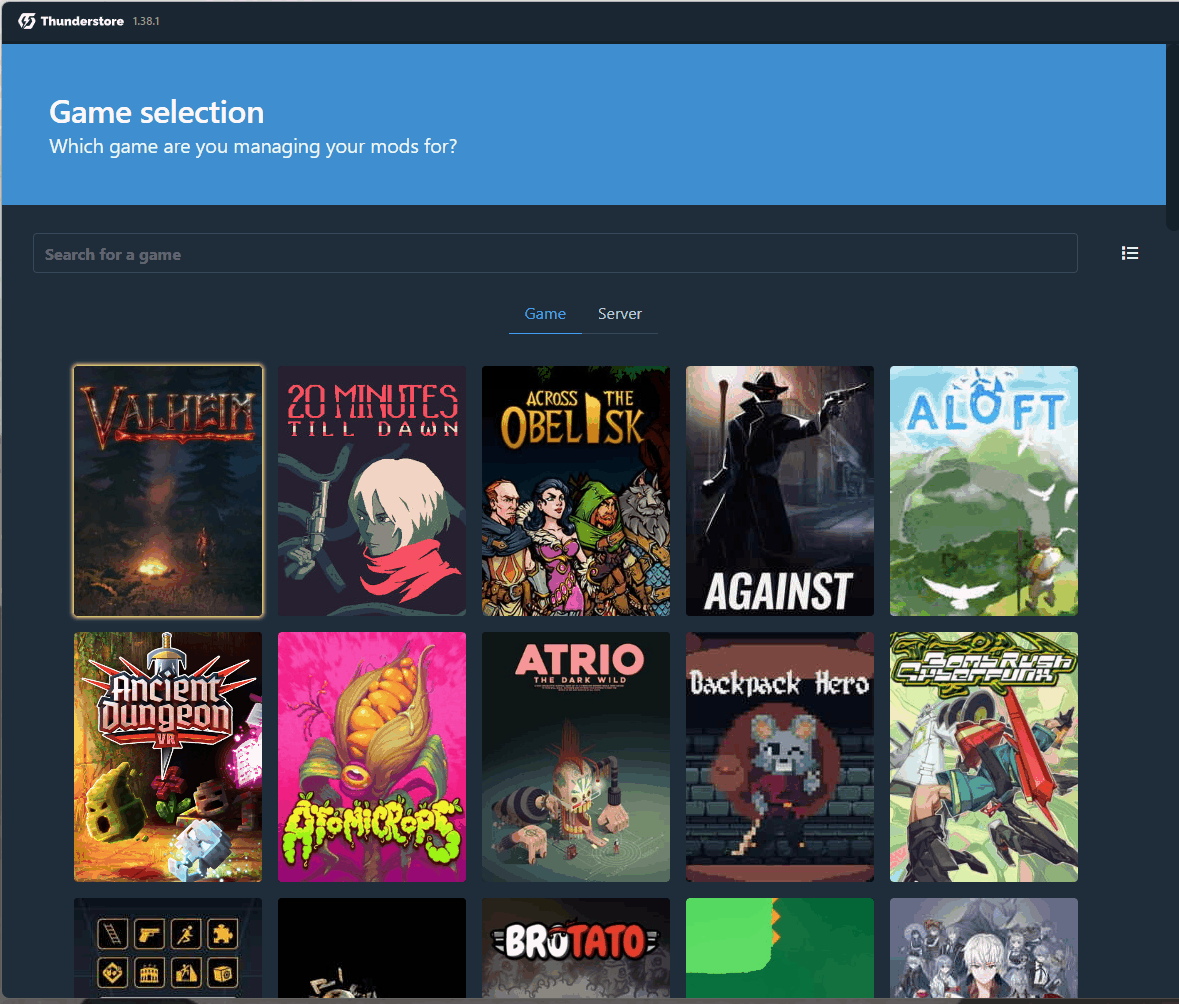 Thunderstore 1.38.1
Game selection
Which game are you managing your mods for?
Search for a game
Game Server
VALHEIM
20 MINUTES
TILL DAWN
ACROSS THE
OBELISK
AGAINST
ALOFT
Ancient
Dungeon
VR
ATOMICROPS
ATRIO
THE DARK WILD
Backpack Hero
BOMB RUSH
CYBERFUNK
BROTATO